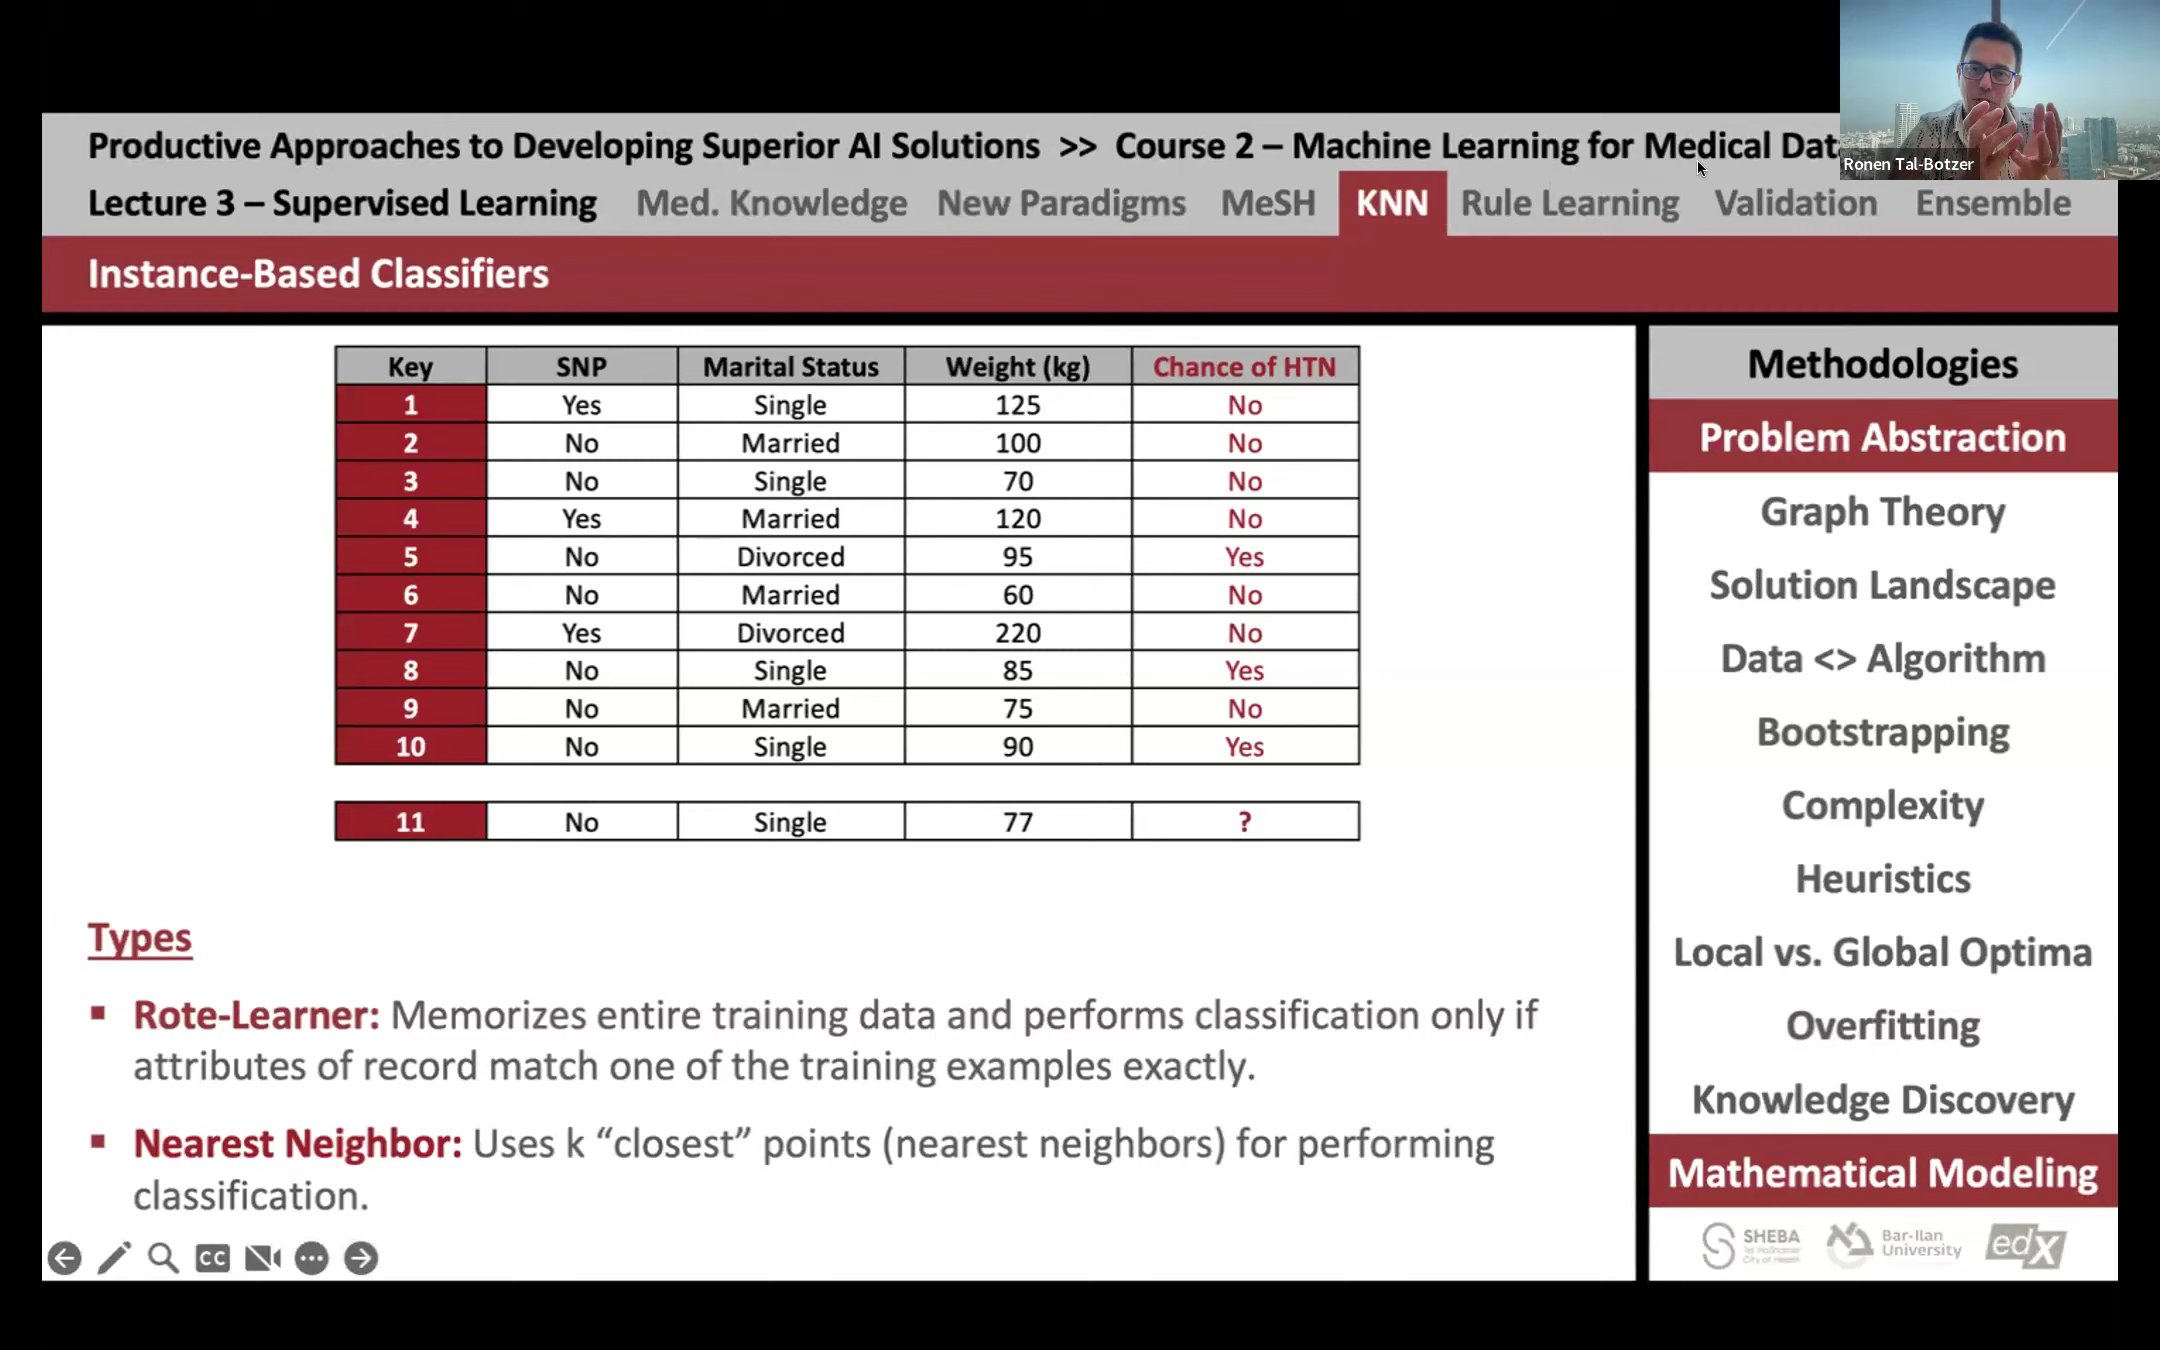 Productive Approaches to Developing Superior AI Solutions >> Course 2 – Machine Learning for Medical Dat
Ronen Tal-Botzer
Lecture 3 – Supervised Learning Med. Knowledge New Paradigms MeSH KNN Rule Learning Validation Ensemble
Instance-Based Classifiers
Key SNP Marital Status Weight (kg) Chance of HTN
1 Yes Single 125 No
2 No Married 100 No
3 No Single 70 No
4 Yes Married 120 No
5 No Divorced 95 Yes
6 No Married 60 No
7 Yes Divorced 220 No
8 No Single 85 Yes
9 No Married 75 No
10 No Single 90 Yes
11 No Single 77 ?
Types
▪ Rote-Learner: Memorizes entire training data and performs classification only if
attributes of record match one of the training examples exactly.
▪ Nearest Neighbor: Uses k “closest” points (nearest neighbors) for performing
classification.
CC
Methodologies
Problem Abstraction
Graph Theory
Solution Landscape
Data <> Algorithm
Bootstrapping
Complexity
Heuristics
Local vs. Global Optima
Overfitting
Knowledge Discovery
Mathematical Modeling
SHEBA
Tel HaShomer
City of Health
Bar-Ilan
University
edX